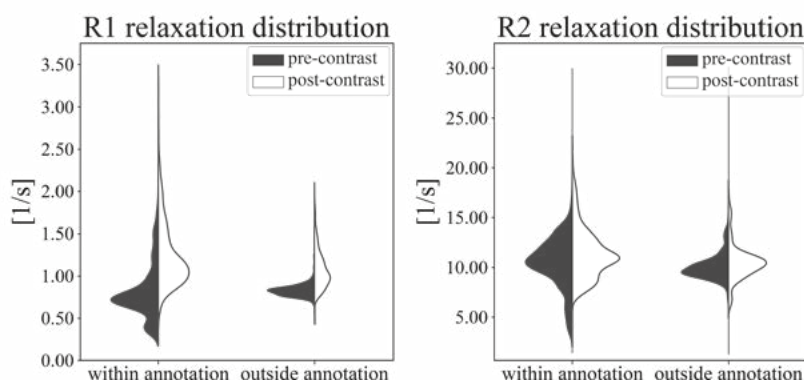 R1 relaxation distribution
pre-contrast
post-contrast
3.50
3.00
2.50
2.00
1.50
1.00
0.50
0.00
[1/s]
within annotation
outside annotation
R2 relaxation distribution
pre-contrast
post-contrast
30.00
25.00
20.00
15.00
10.00
5.00
[1/s]
within annotation
outside annotation